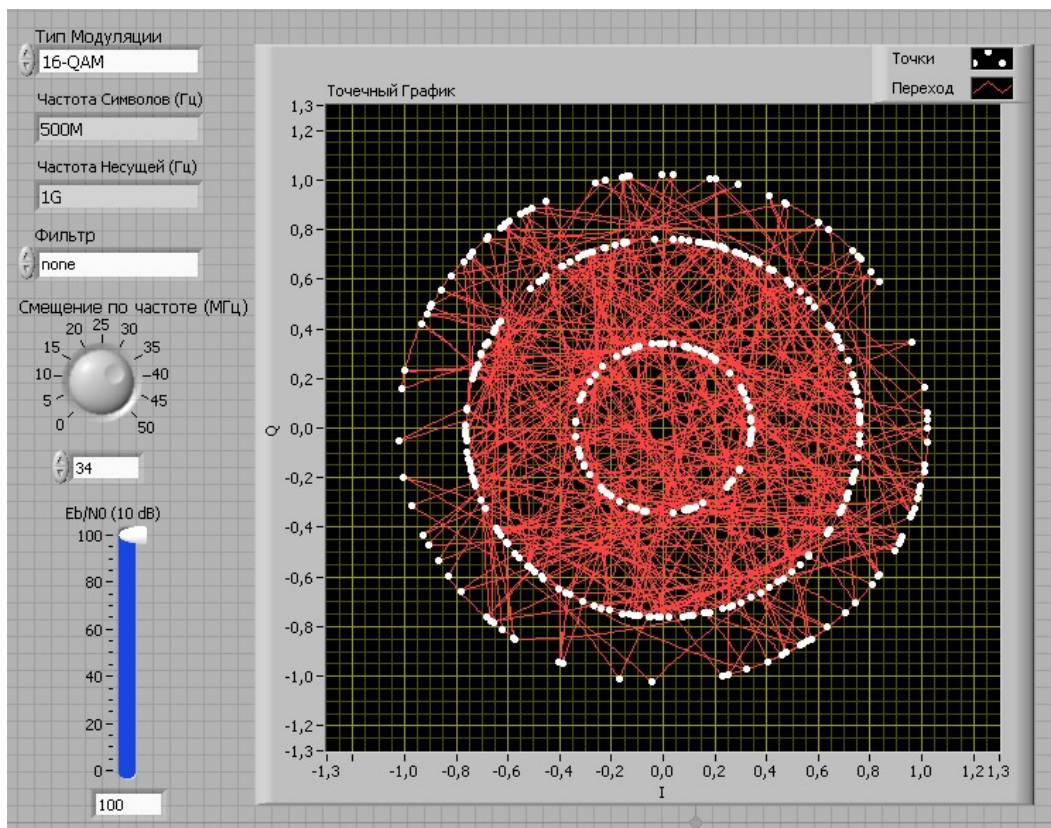 Тип Модуляции
16-QAM
Частота Символов (Гц)
500M
Частота Несущей (Гц)
1G
Фильтр
none
Смещение по частоте (МГц)
20 25 30
15 35
10 40
5 45
0 50
34
Eb/N0 (10 dB)
100
80
60
40
20
0
100
Точки
Переход
Точечный График
1,3
1,2
1,0
0,8
0,6
0,4
0,2
0,0
-0,2
-0,4
-0,6
-0,8
-1,0
-1,2
-1,3
Q
-1,3 -1,0 -0,8 -0,6 -0,4 -0,2 0,0 0,2 0,4 0,6 0,8 1,0 1,2 1,3
I